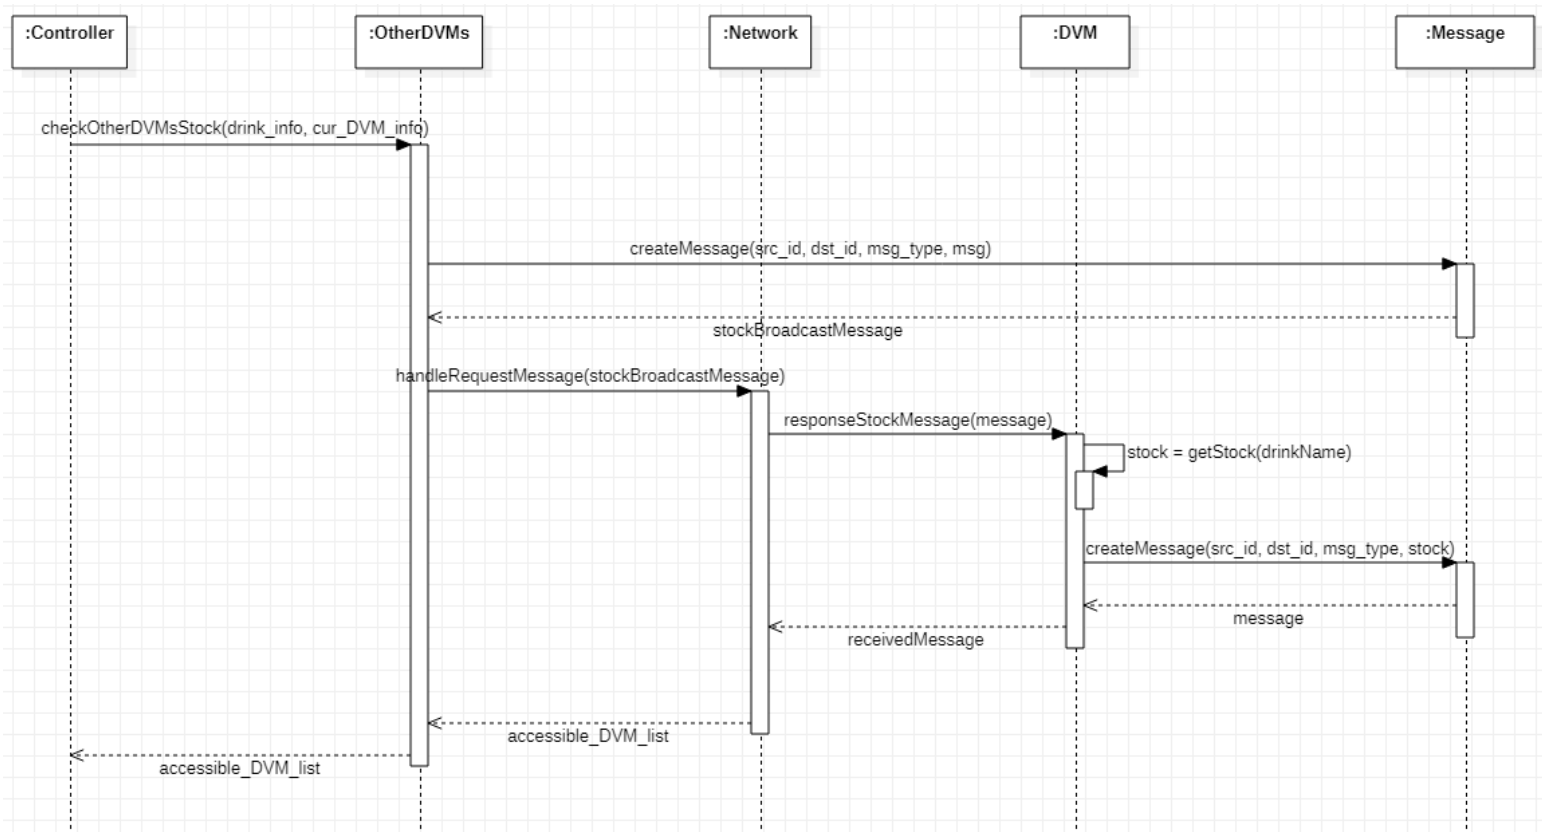 :Controller
:OtherDVMs
:Network
:DVM
:Message
checkOtherDVMsStock(drink_info, cur_DVM_info)
createMessage(src_id, dst_id, msg_type, msg)
stockBroadcastMessage
handleRequestMessage(stockBroadcastMessage)
responseStockMessage(message)
stock = getStock(drinkName)
createMessage(src_id, dst_id, msg_type, stock)
message
receivedMessage
accessible_DVM_list
accessible_DVM_list